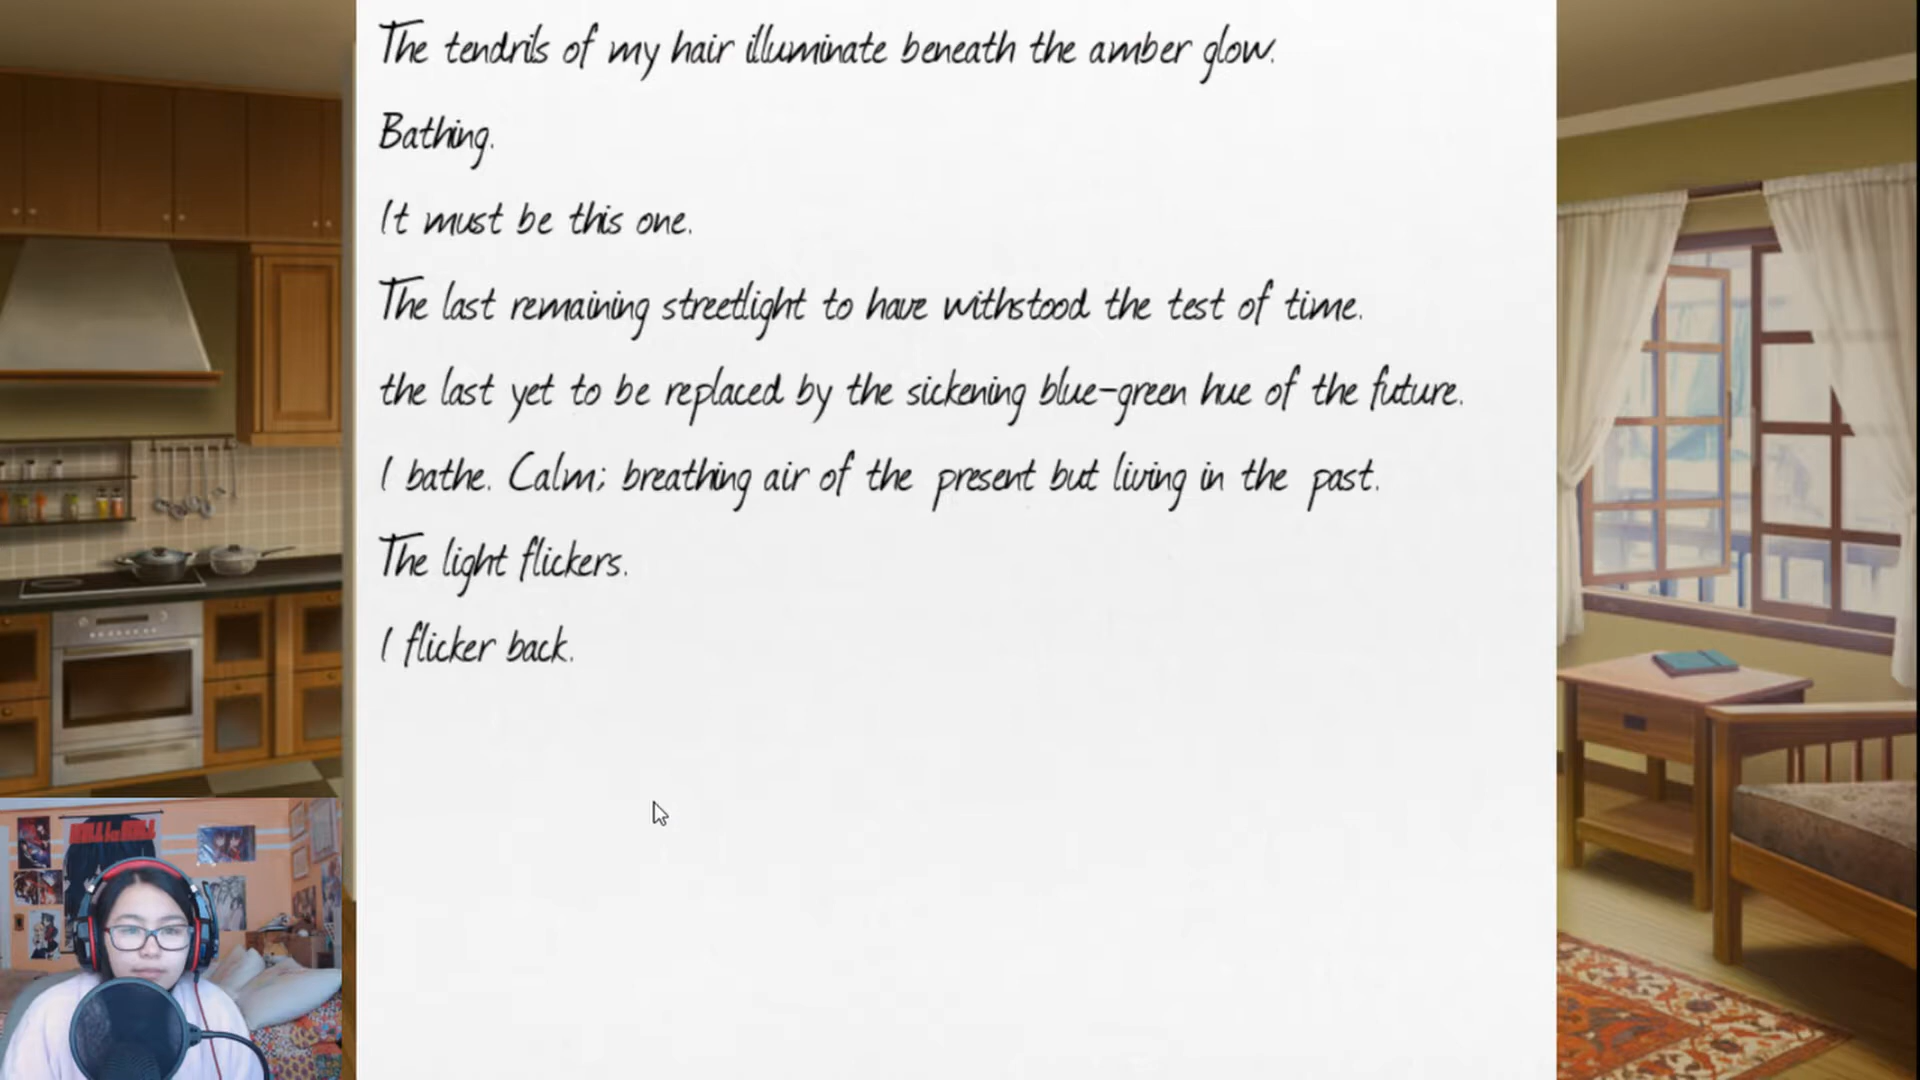 The tendrils of my hair illuminate beneath the amber glow.
Bathing.
It must be this one.
The last remaining streetlight to have withstood the test of time.
the last yet to be replaced by the sickening blue-green hue of the future.
I bathe. Calm; breathing air of the present but living in the past.
The light flickers.
I flicker back.